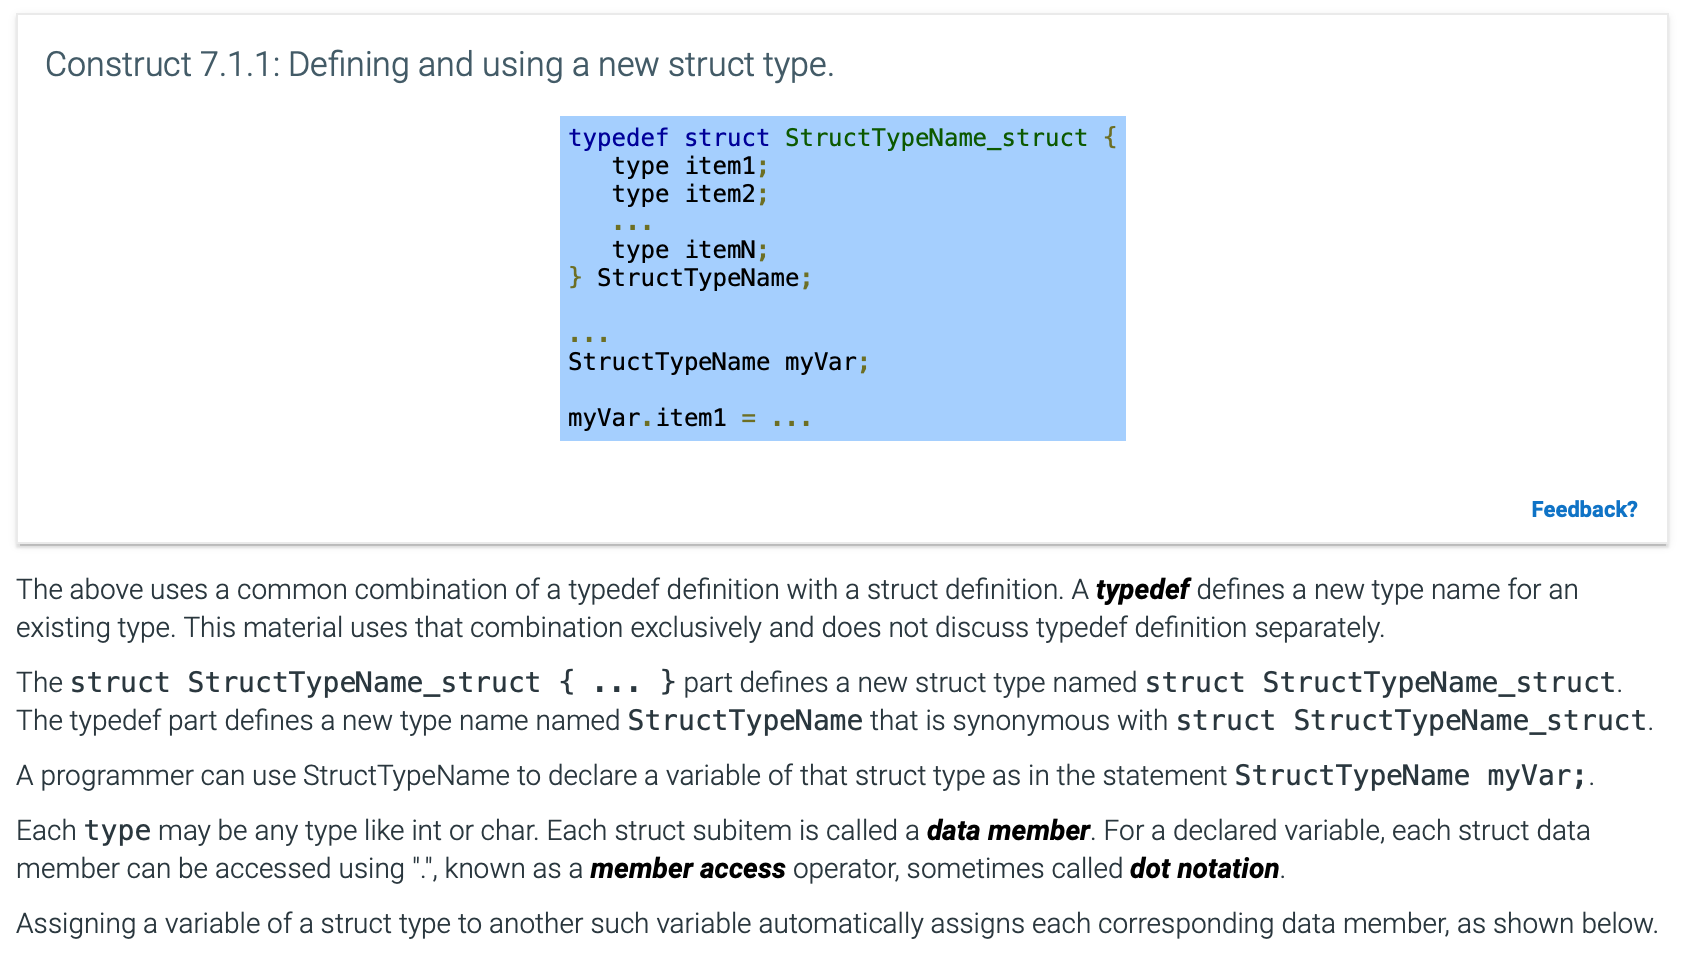 Construct 7.1.1: Defining and using a new struct type.
typedef struct StructTypeName_struct {
   type item1;
   type item2;
   ...
   type itemN;
} StructTypeName;
...
StructTypeName myVar;
myVar.item1 = ...
Feedback?
The above uses a common combination of a typedef definition with a struct definition. A typedef defines a new type name for an
existing type. This material uses that combination exclusively and does not discuss typedef definition separately.
The struct StructTypeName_struct { ... } part defines a new struct type named struct StructTypeName_struct.
The typedef part defines a new type name named StructTypeName that is synonymous with struct StructTypeName_struct.
A programmer can use StructTypeName to declare a variable of that struct type as in the statement StructTypeName myVar;.
Each type may be any type like int or char. Each struct subitem is called a data member. For a declared variable, each struct data
member can be accessed using ".", known as a member access operator, sometimes called dot notation.
Assigning a variable of a struct type to another such variable automatically assigns each corresponding data member, as shown below.